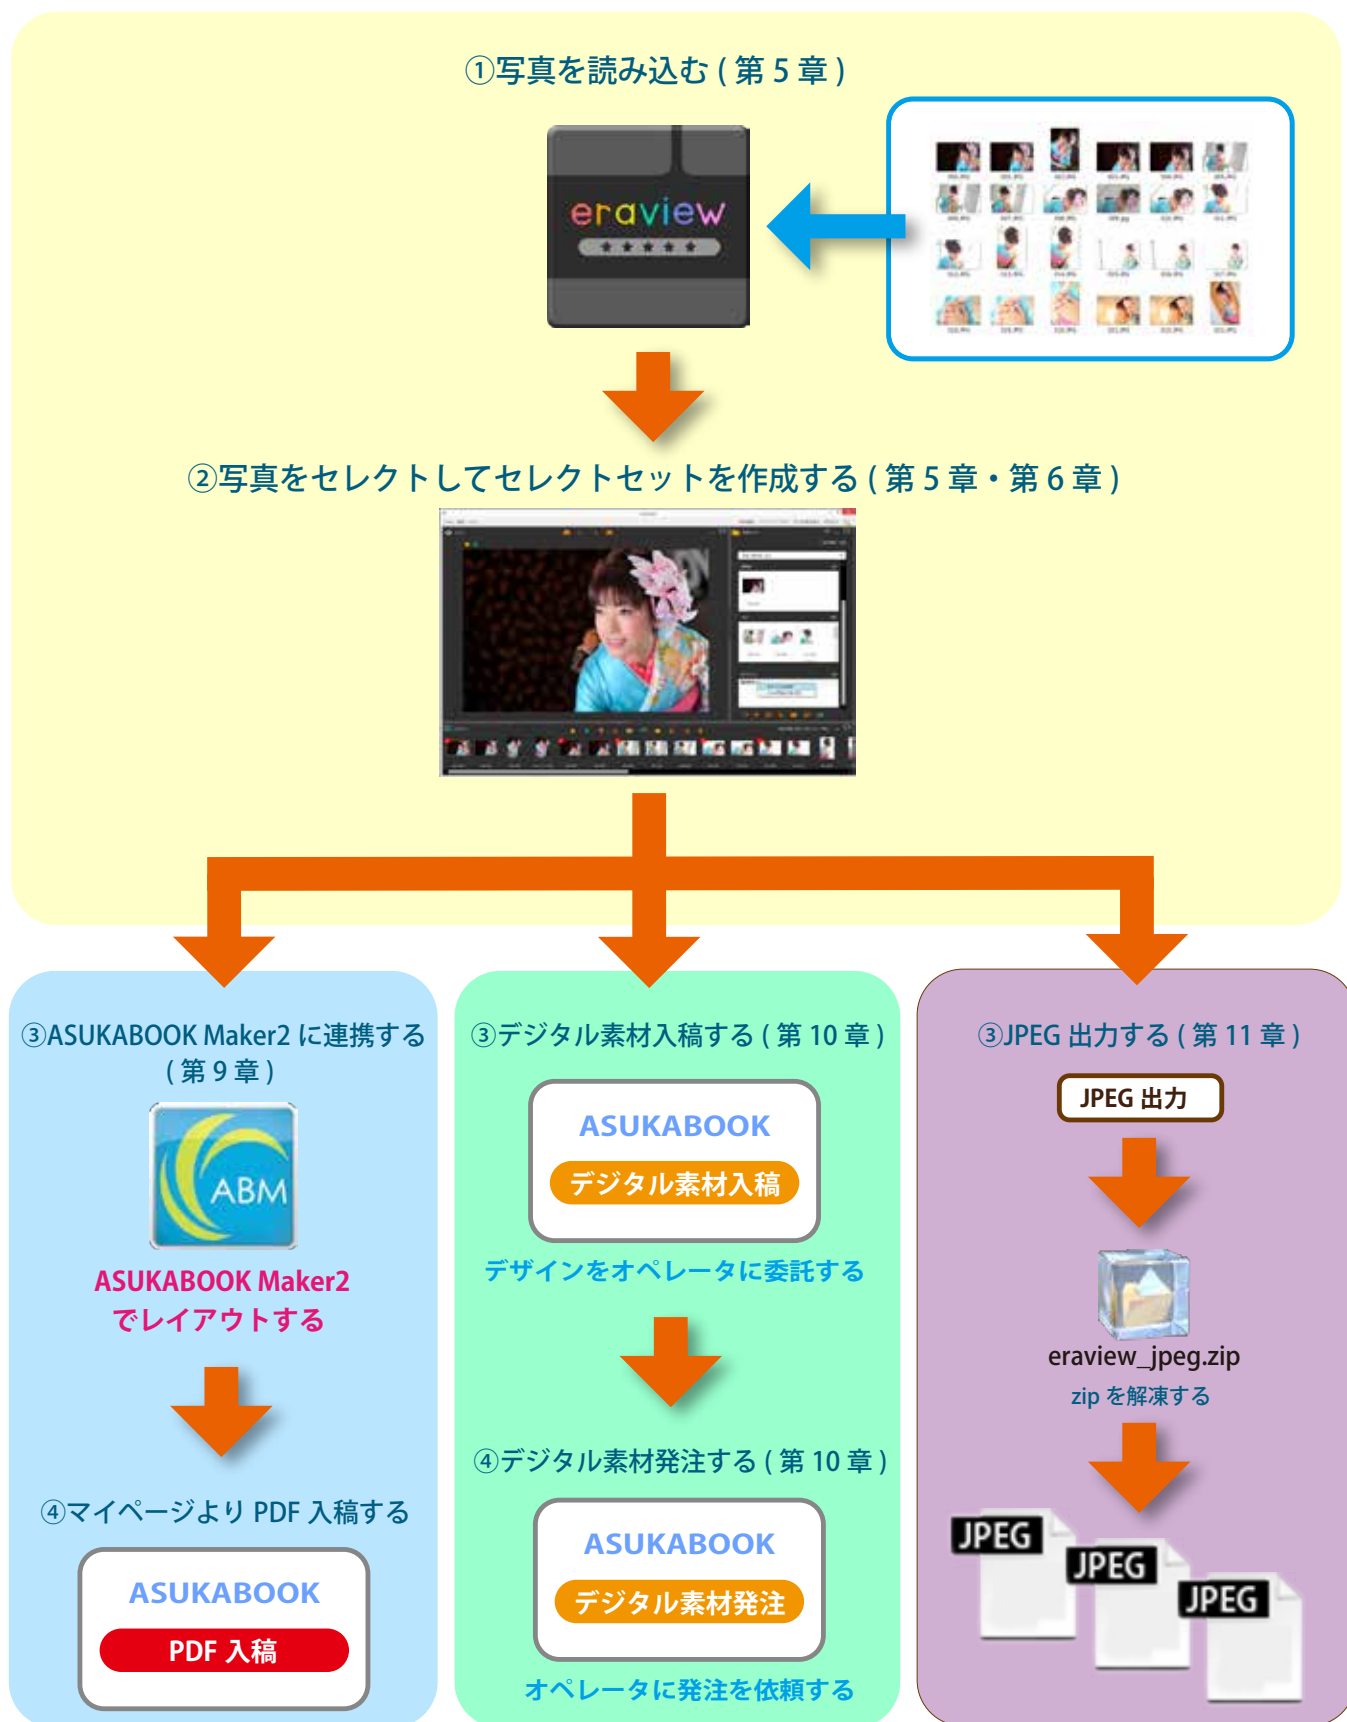 ①写真を読み込む ( 第 5 章 )
eraview
②写真をセレクトしてセレクトセットを作成する ( 第 5 章・第 6 章 )
③ASUKABOOK Maker2 に連携する
( 第 9 章 )
ABM
ASUKABOOK Maker2
でレイアウトする
④マイページより PDF 入稿する
ASUKABOOK
PDF 入稿
③デジタル素材入稿する ( 第 10 章 )
ASUKABOOK
デジタル素材入稿
デザインをオペレータに委託する
④デジタル素材発注する ( 第 10 章 )
ASUKABOOK
デジタル素材発注
オペレータに発注を依頼する
③JPEG 出力する ( 第 11 章 )
JPEG 出力
eraview_jpeg.zip
zip を解凍する
JPEG
JPEG
JPEG